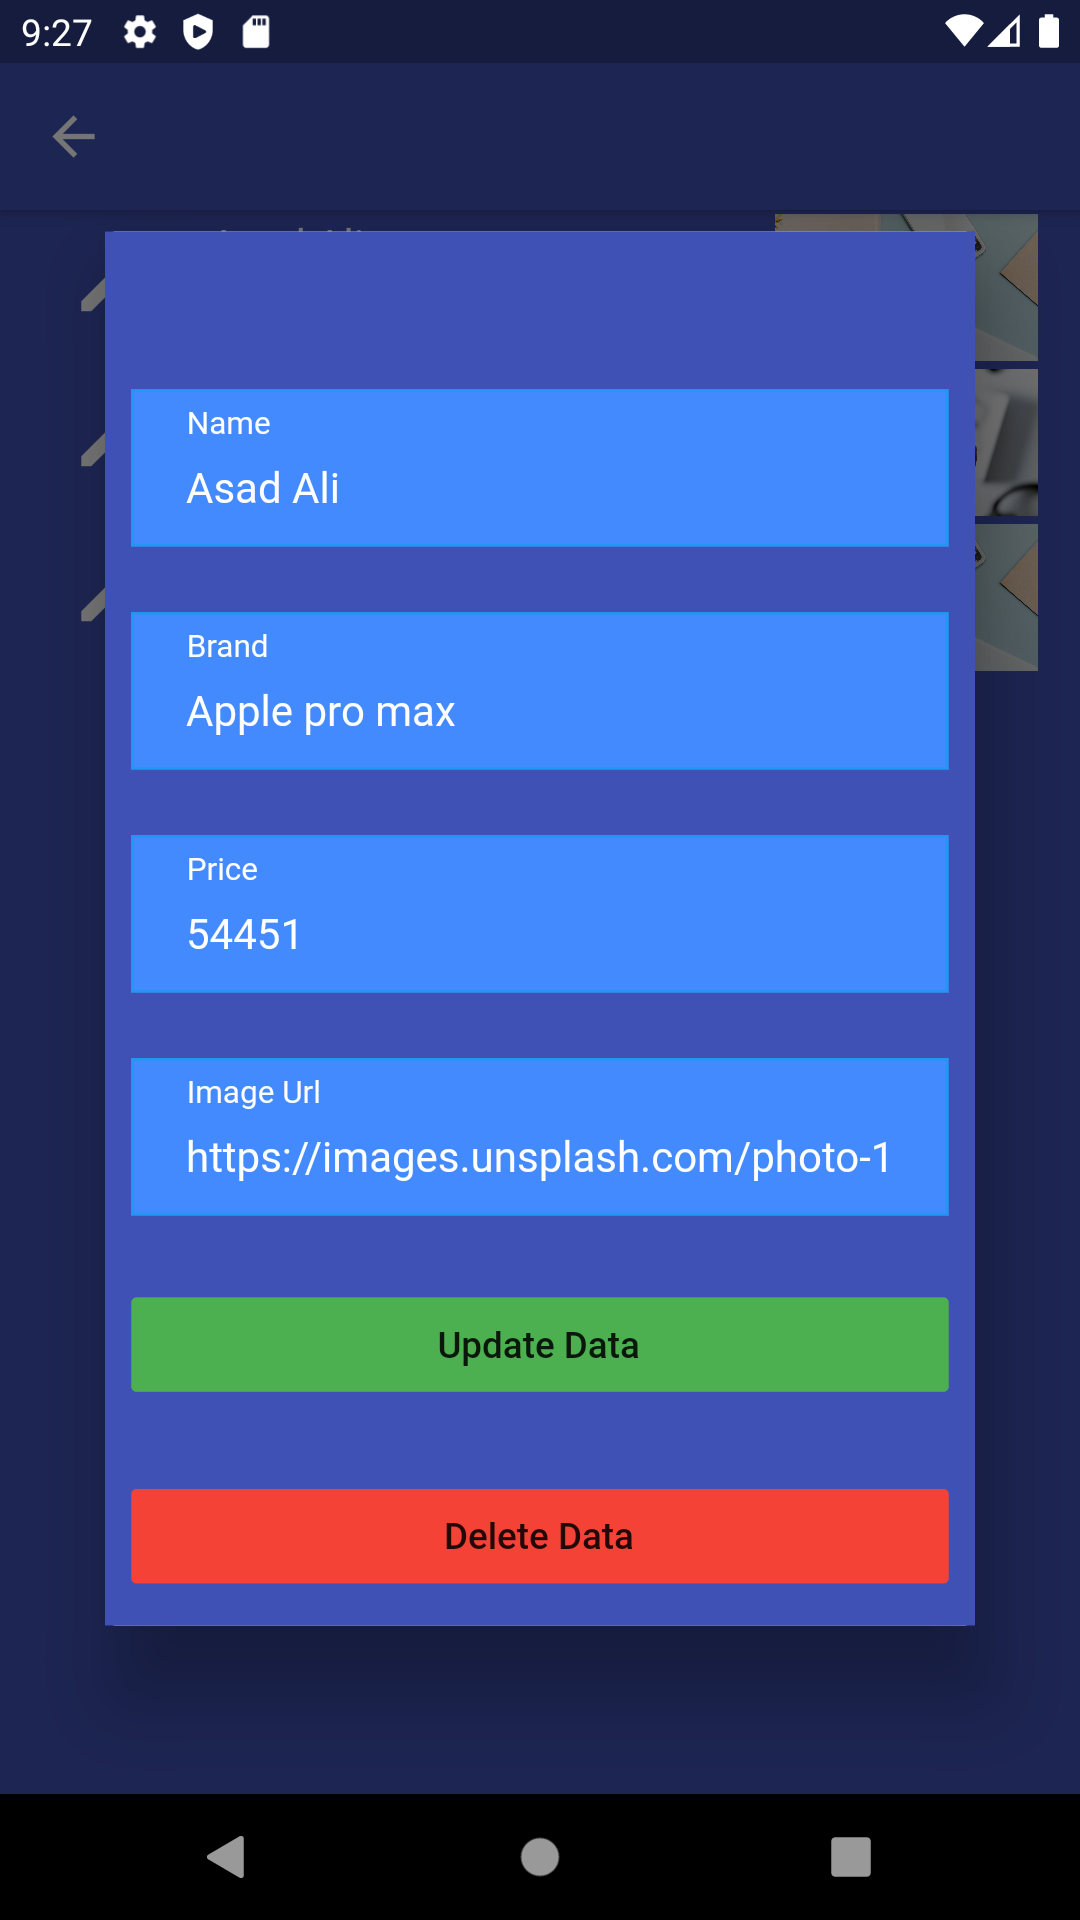 9:27
Name
Asad Ali
Brand
Apple pro max
Price
54451
Image Url
https://images.unsplash.com/photo-1
Update Data
Delete Data